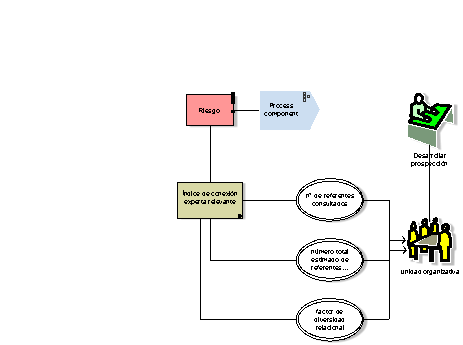 Riesgo
Process
component
Desarrollar
prospección
Índice de conexión
experta relevante
nº de referentes
consultados
número total
estimado de
referentes ...
unidad organizativa
factor de
diversidad
relacional